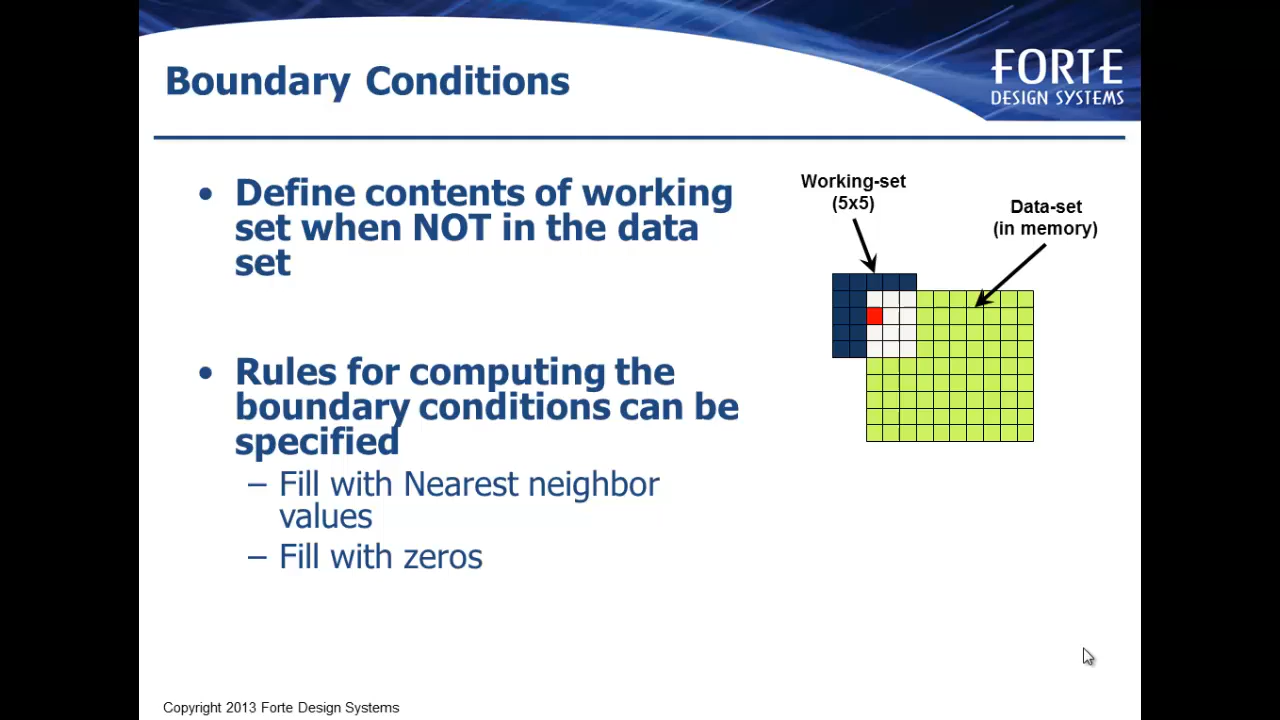 FORTE
DESIGN SYSTEMS
Boundary Conditions
• Define contents of working
set when NOT in the data
set
• Rules for computing the
boundary conditions can be
specified
– Fill with Nearest neighbor
values
– Fill with zeros
Working-set
(5x5)
Data-set
(in memory)
Copyright 2013 Forte Design Systems